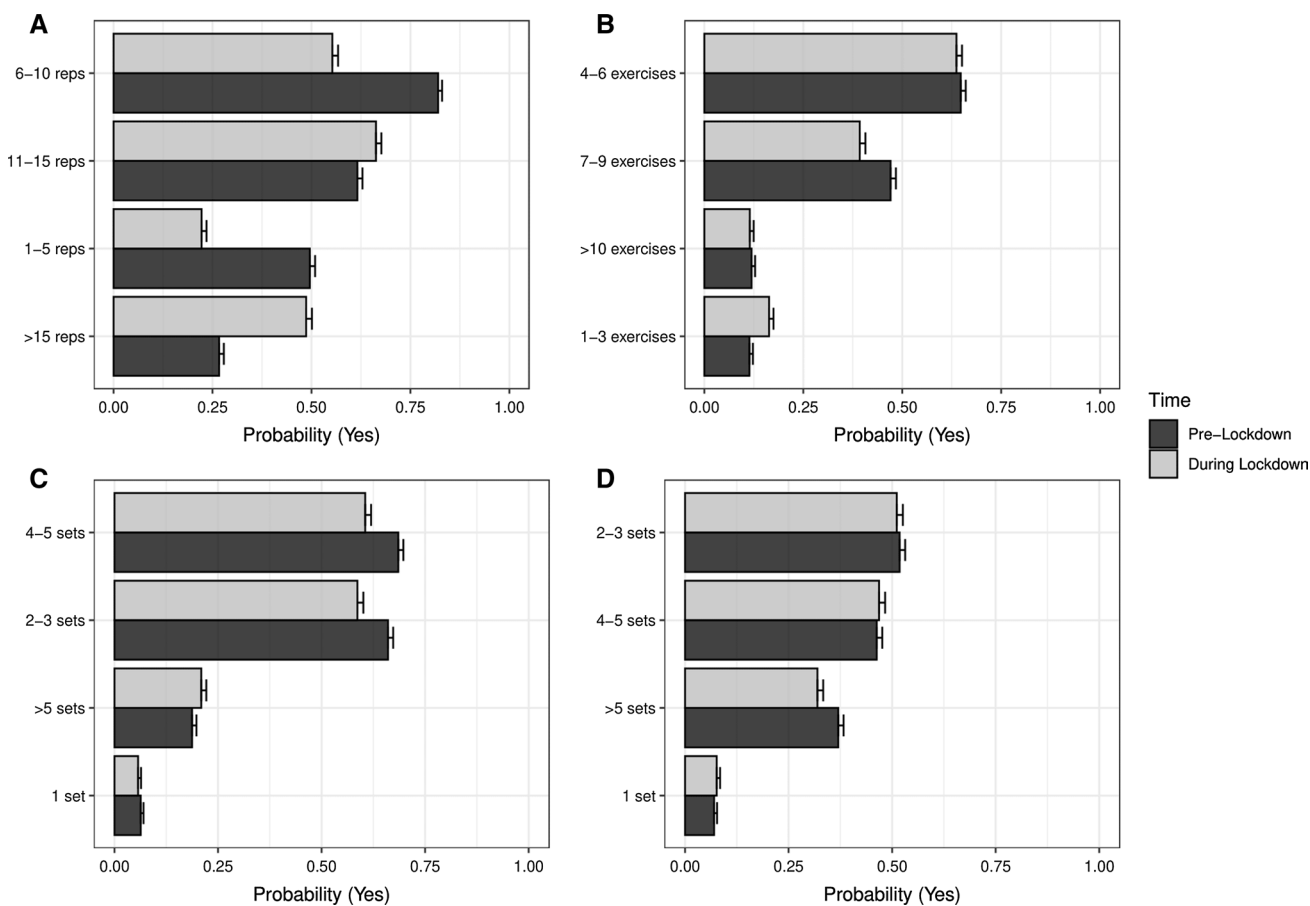 A
6−10 reps
11−15 reps
1−5 reps
>15 reps
0.00 0.25 0.50 0.75 1.00
Probability (Yes)
B
4−6 exercises
7−9 exercises
>10 exercises
1−3 exercises
0.00 0.25 0.50 0.75 1.00
Probability (Yes)
Time
Pre−Lockdown
During Lockdown
C
4−5 sets
2−3 sets
>5 sets
1 set
0.00 0.25 0.50 0.75 1.00
Probability (Yes)
D
2−3 sets
4−5 sets
>5 sets
1 set
0.00 0.25 0.50 0.75 1.00
Probability (Yes)